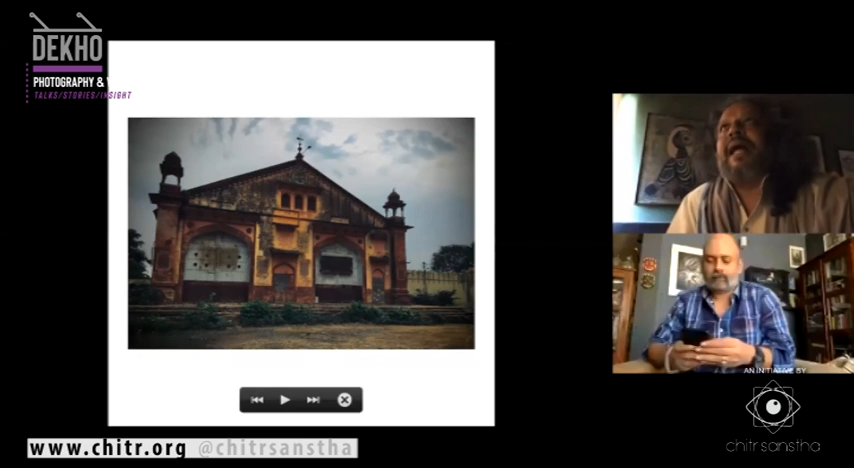 DEKHO
PHOTOGRAPHY &
TALKS/STORIES/INSIGHT
AN INITIATIVE BY
chitrsanstha
www.chitr.org @chitrsanstha